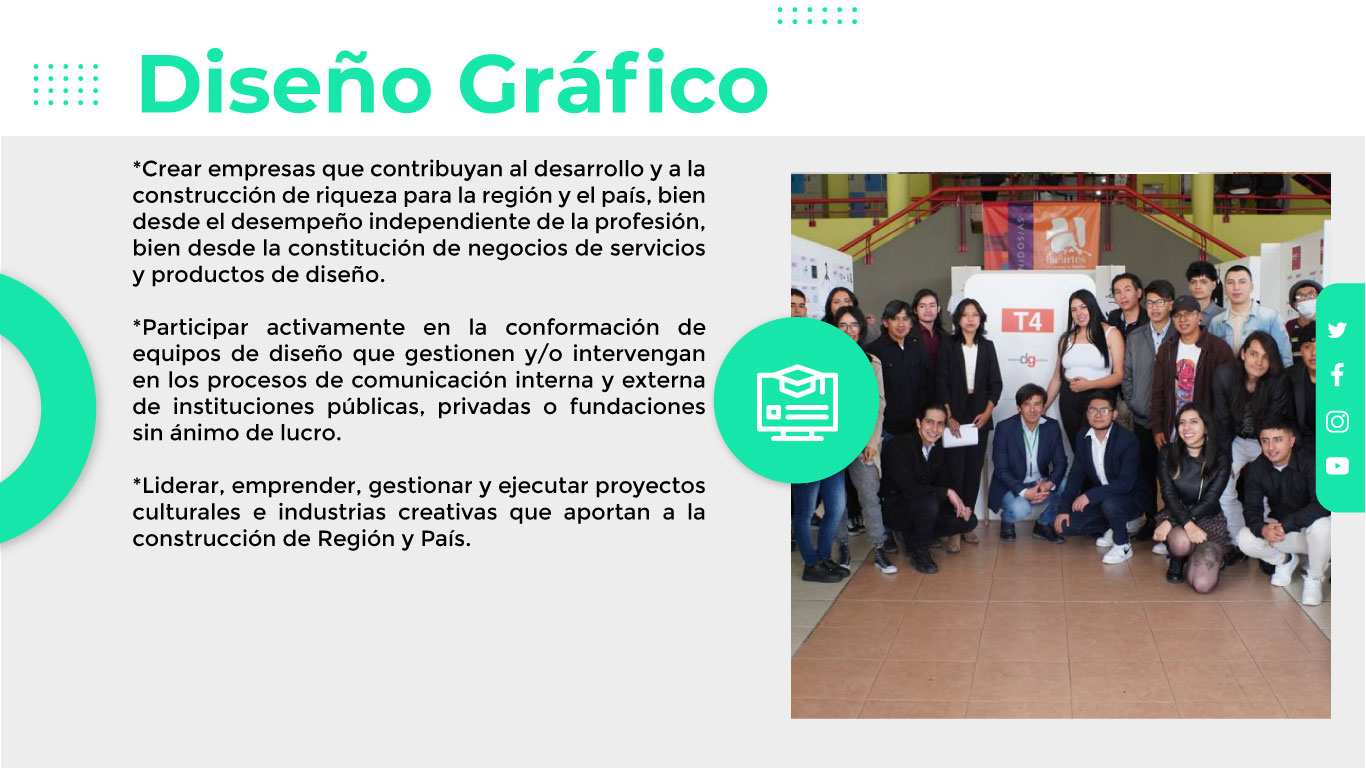 Diseño Gráfico
*Crear empresas que contribuyan al desarrollo y a la
construcción de riqueza para la región y el país, bien
desde el desempeño independiente de la profesión,
bien desde la constitución de negocios de servicios
y productos de diseño.
*Participar activamente en la conformación de
equipos de diseño que gestionen y/o intervengan
en los procesos de comunicación interna y externa
de instituciones públicas, privadas o fundaciones
sin ánimo de lucro.
*Liderar, emprender, gestionar y ejecutar proyectos
culturales e industrias creativas que aportan a la
construcción de Región y País.
T4
dg